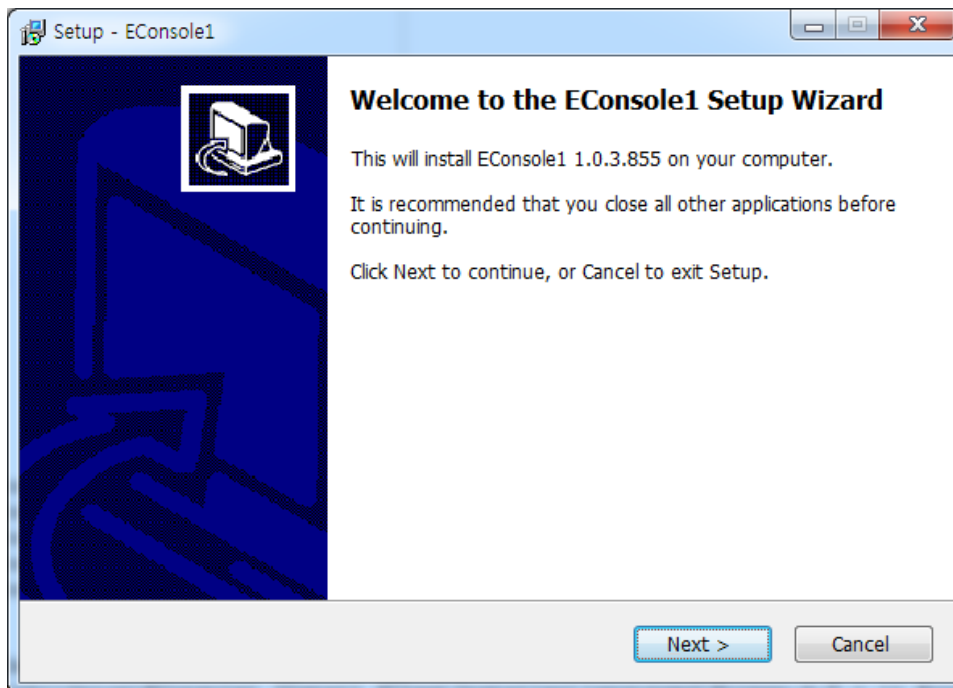 Setup - EConsole1
Welcome to the EConsole1 Setup Wizard
This will install EConsole1 1.0.3.855 on your computer.
It is recommended that you close all other applications before
continuing.
Click Next to continue, or Cancel to exit Setup.
Next >
Cancel